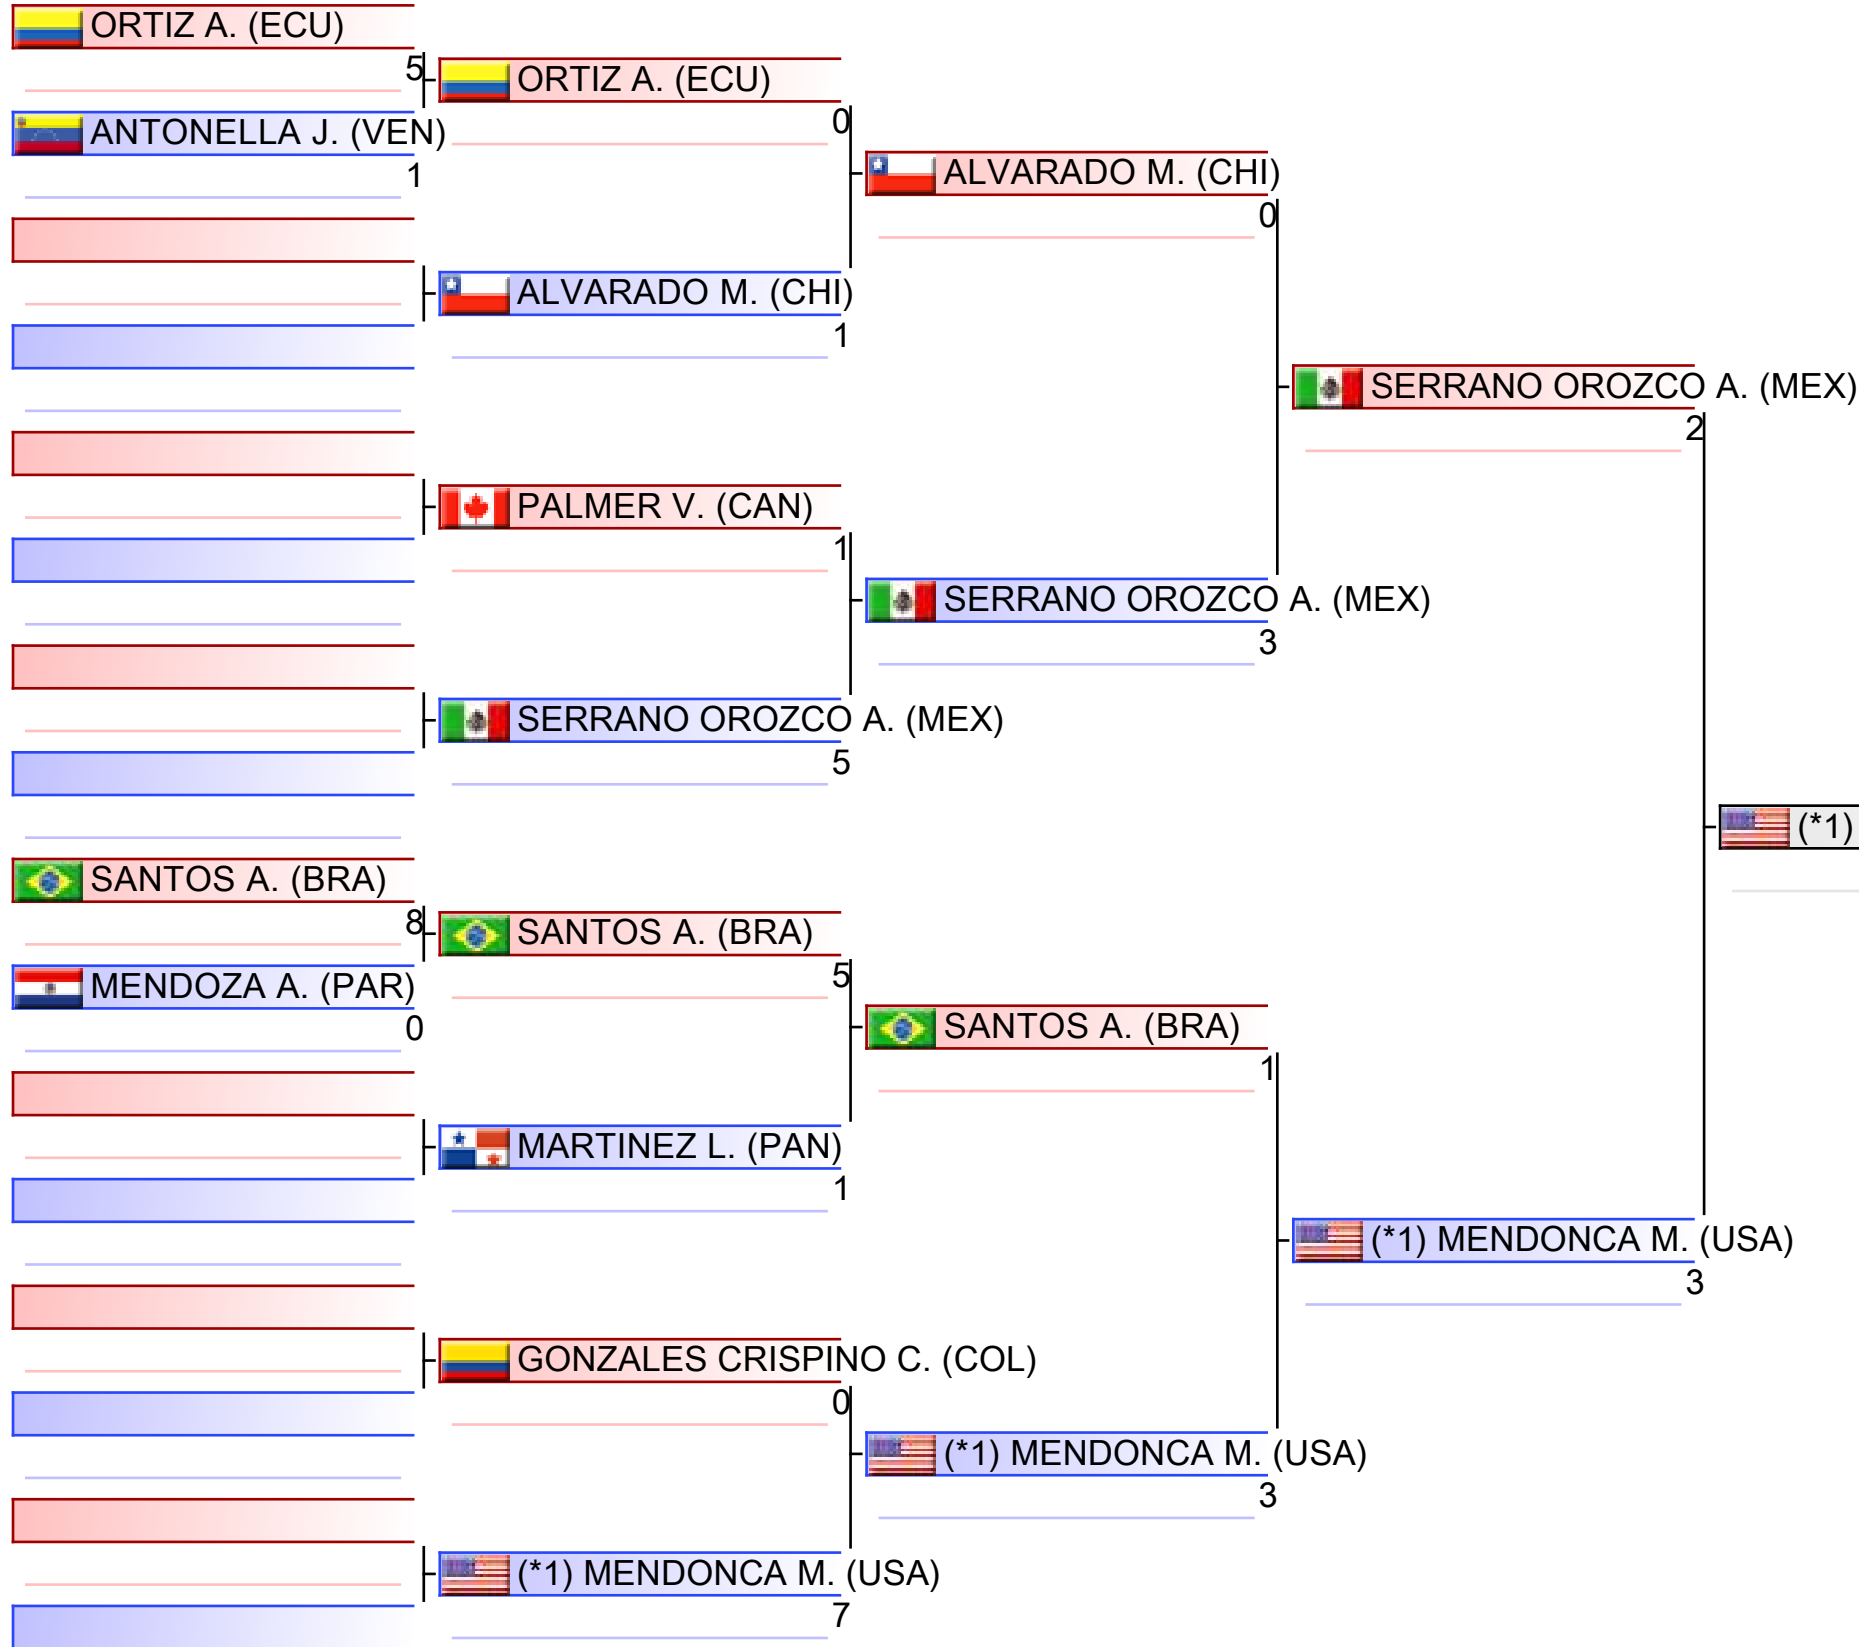 ORTIZ A. (ECU)
5
ANTONELLA J. (VEN)
1
SANTOS A. (BRA)
8
MENDOZA A. (PAR)
0
ORTIZ A. (ECU)
0
ALVARADO M. (CHI)
1
PALMER V. (CAN)
1
SERRANO OROZCO A. (MEX)
5
SANTOS A. (BRA)
5
MARTINEZ L. (PAN)
1
GONZALES CRISPINO C. (COL)
0
(*1) MENDONCA M. (USA)
7
ALVARADO M. (CHI)
0
SERRANO OROZCO A. (MEX)
3
SANTOS A. (BRA)
1
(*1) MENDONCA M. (USA)
3
SERRANO OROZCO A. (MEX)
2
(*1) MENDONCA M. (USA)
3
(*1)